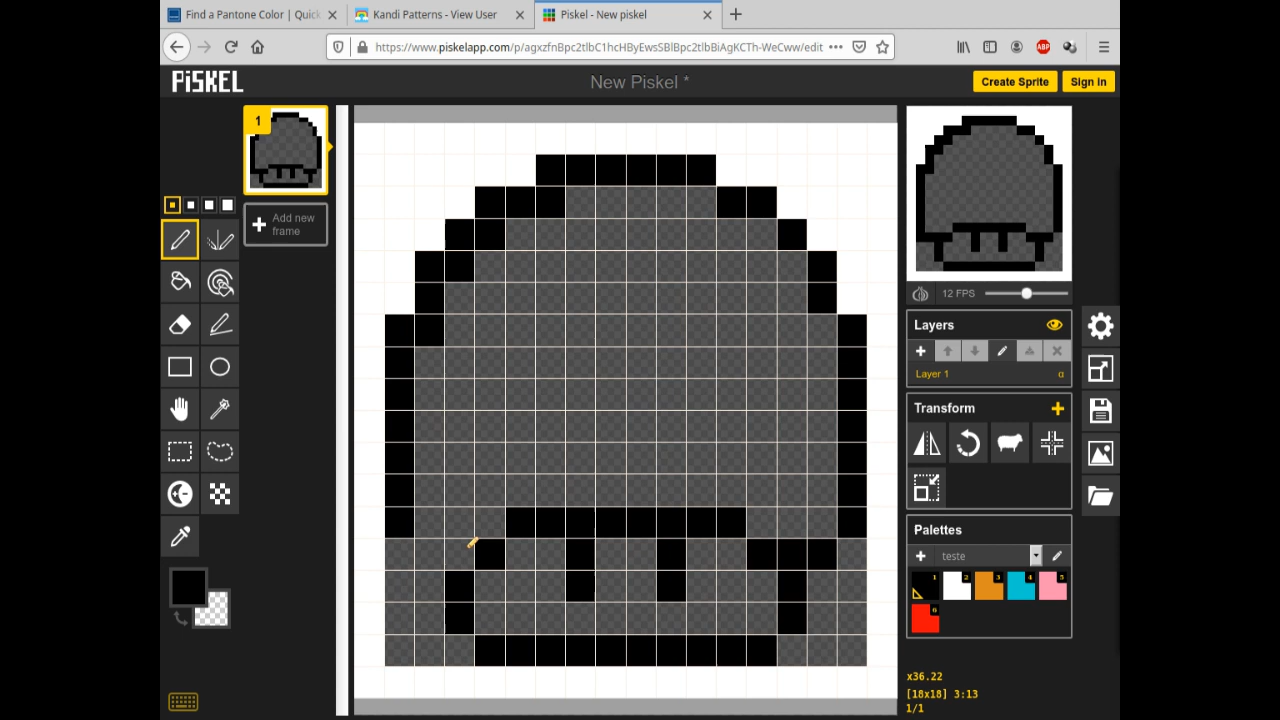 Find a Pantone Color | Quick
Kandi Patterns - View User
Piskel - New piskel
https://www.piskelapp.com/p/agxzfnBpc2tlbC1hcHByEwsSBlBpc2tlbBiAgKCTh-WeCww/edit
ABP
PiSKEL
New Piskel *
Create Sprite
Sign in
1
Add new
frame
12 FPS
Layers
Layer 1
α
Transform
Palettes
teste
1 2 3 4 5
6
x36.22
[18x18] 3:13
1/1